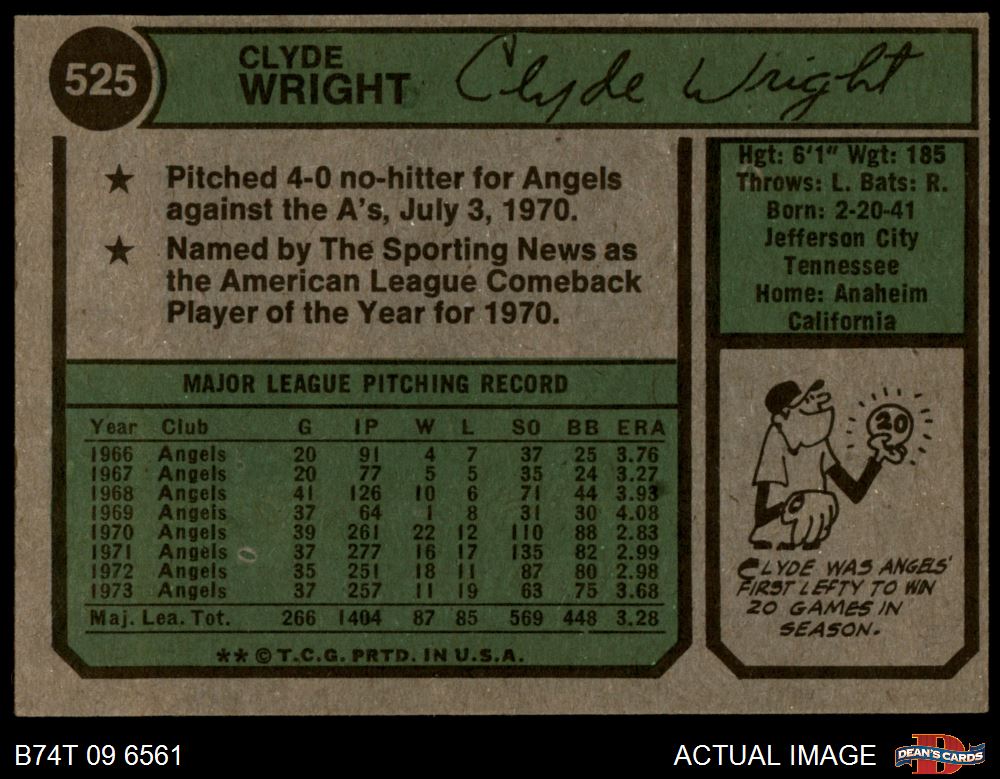 525
CLYDE
WRIGHT
Clyde Wright
★ Pitched 4-0 no-hitter for Angels
against the A's, July 3, 1970.
★ Named by The Sporting News as
the American League Comeback
Player of the Year for 1970.
MAJOR LEAGUE PITCHING RECORD
Year Club G IP W L SO BB ERA
1966 Angels 20 91 4 7 37 25 3.76
1967 Angels 20 77 5 5 35 24 3.27
1968 Angels 41 126 10 6 71 44 3.93
1969 Angels 37 64 1 8 31 30 4.08
1970 Angels 39 261 22 12 110 88 2.83
1971 Angels 37 277 16 17 135 82 2.99
1972 Angels 35 251 18 11 87 80 2.98
1973 Angels 37 257 11 19 63 75 3.68
Maj. Lea. Tot. 266 1404 87 85 569 448 3.28
** © T.C.G. PRTD. IN U.S.A.
Hgt: 6'1" Wgt: 185
Throws: L. Bats: R.
Born: 2-20-41
Jefferson City
Tennessee
Home: Anaheim
California
20
CLYDE WAS ANGELS'
FIRST LEFTY TO WIN
20 GAMES IN
SEASON.
B74T 09 6561
ACTUAL IMAGE
DEAN'S CARDS